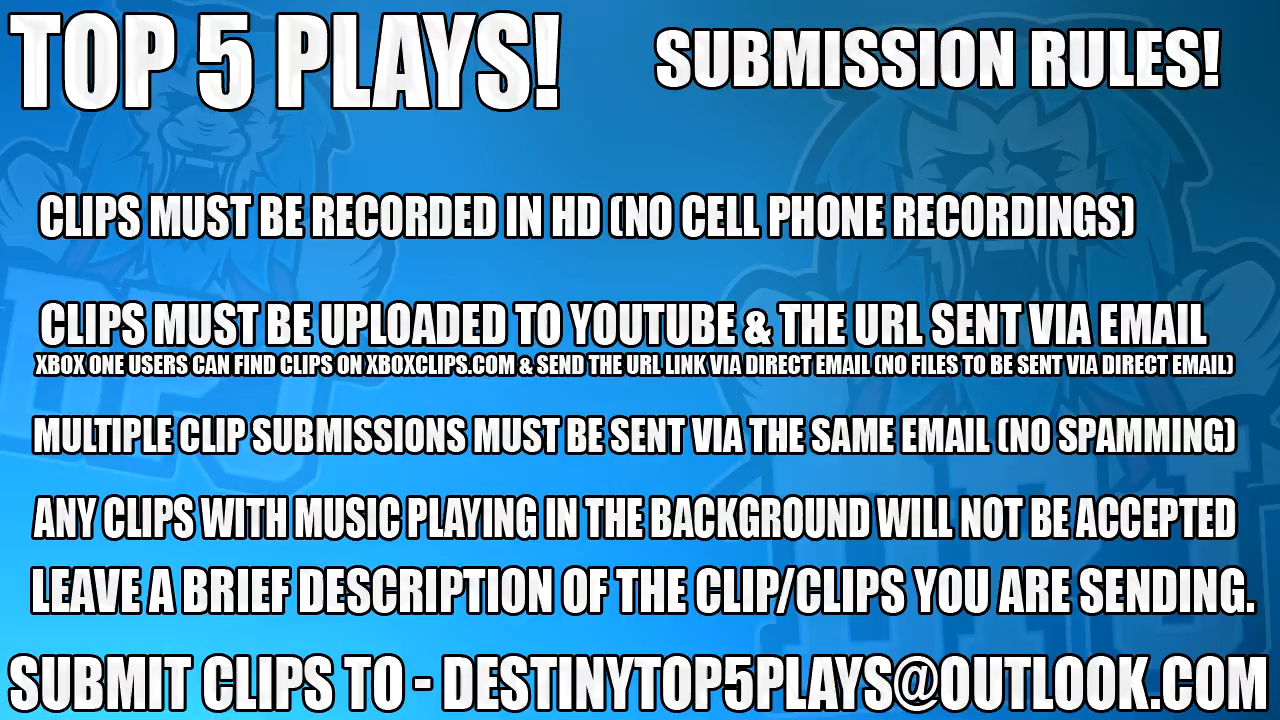 TOP 5 PLAYS!
SUBMISSION RULES!
CLIPS MUST BE RECORDED IN HD (NO CELL PHONE RECORDINGS)
CLIPS MUST BE UPLOADED TO YOUTUBE & THE URL SENT VIA EMAIL
XBOX ONE USERS CAN FIND CLIPS ON XBOXCLIPS.COM & SEND THE URL LINK VIA DIRECT EMAIL (NO FILES TO BE SENT VIA DIRECT EMAIL)
MULTIPLE CLIP SUBMISSIONS MUST BE SENT VIA THE SAME EMAIL (NO SPAMMING)
ANY CLIPS WITH MUSIC PLAYING IN THE BACKGROUND WILL NOT BE ACCEPTED
LEAVE A BRIEF DESCRIPTION OF THE CLIP/CLIPS YOU ARE SENDING.
SUBMIT CLIPS TO - DESTINYTOP5PLAYS@OUTLOOK.COM